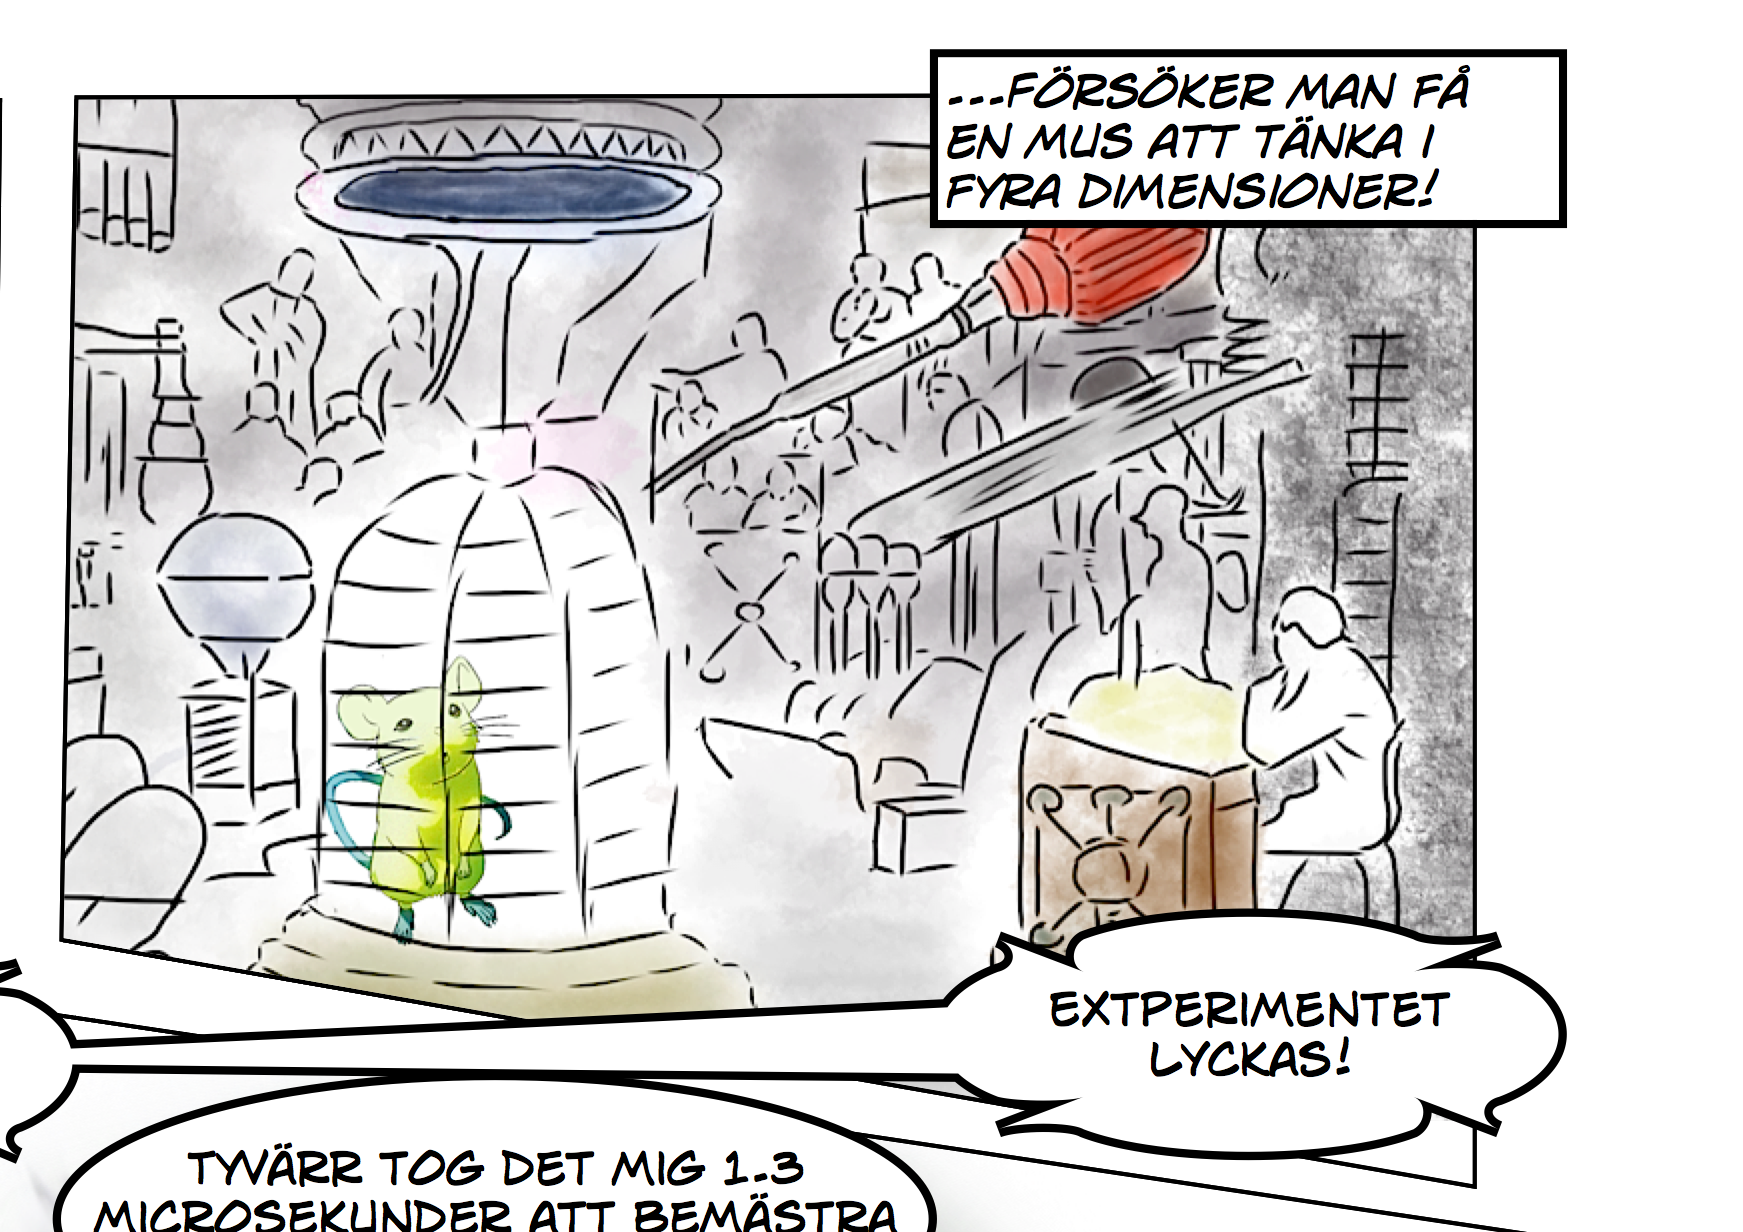 ---FÖRSÖKER MAN FÅ
EN MUS ATT TÄNKA I
FYRA DIMENSIONER!
EXTPERIMENTET
LYCKAS!
TYVÄRR TOG DET MIG 1.3
MICROSEKUNDER ATT BEMÄSTRA